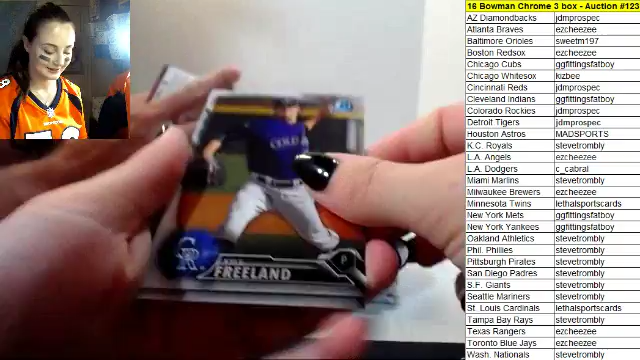 16 Bowman Chrome 3 box - Auction #123
AZ Diamondbacks jdmprospec
Atlanta Braves ezcheezee
Baltimore Orioles sweetm197
Boston Redsox ezcheezee
Chicago Cubs ggfittingsfatboy
Chicago Whitesox kizbee
Cincinnati Reds jdmprospec
Cleveland Indians ggfittingsfatboy
Colorado Rockies jdmprospec
Detroit Tigers jdmprospec
Houston Astros MADSPORTS
K.C. Royals stevetrombly
L.A. Angels ezcheezee
L.A. Dodgers c_cabral
Miami Marlins stevetrombly
Milwaukee Brewers ezcheezee
Minnesota Twins lethalsportscards
New York Mets ggfittingsfatboy
New York Yankees ggfittingsfatboy
Oakland Athletics stevetrombly
Phil. Phillies stevetrombly
Pittsburgh Pirates stevetrombly
San Diego Padres stevetrombly
S.F. Giants stevetrombly
Seattle Mariners stevetrombly
St. Louis Cardinals lethalsportscards
Tampa Bay Rays stevetrombly
Texas Rangers ezcheezee
Toronto Blue Jays ezcheezee
Wash. Nationals stevetrombly
FREELAND
P
CR